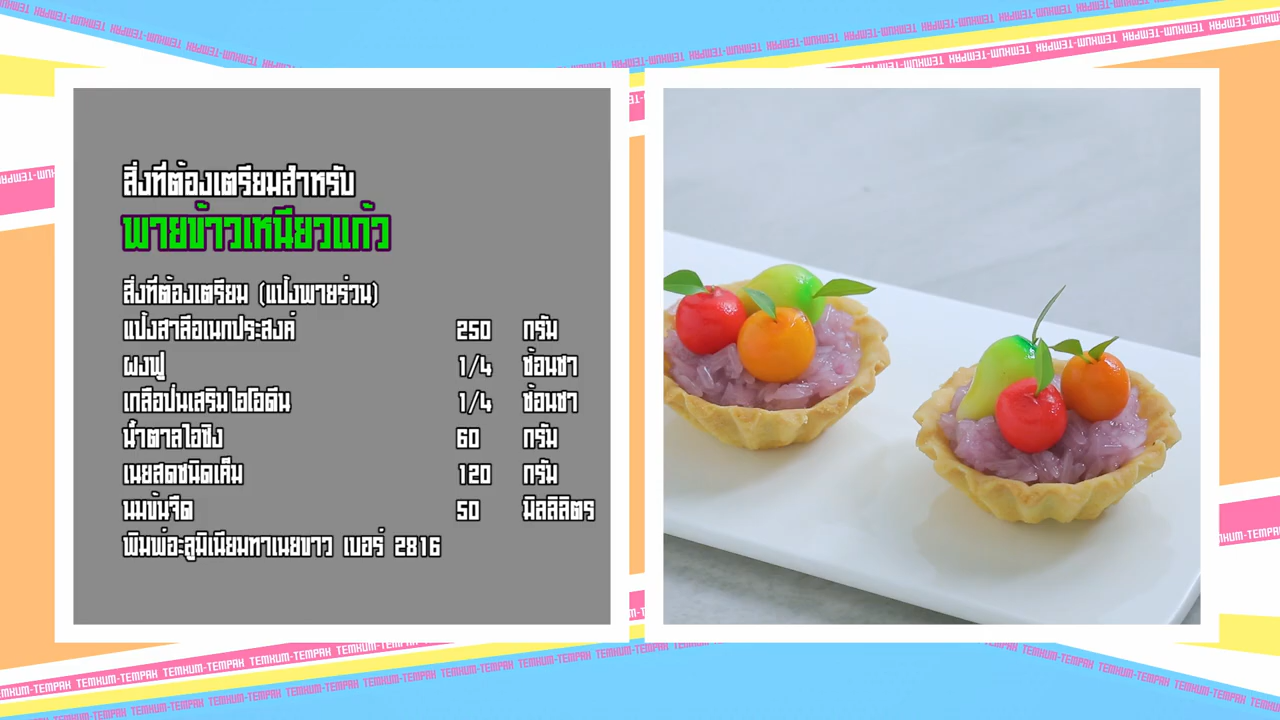 สิ่งที่ต้องเตรียมสำหรับ
พายข้าวเหนียวแก้ว
สิ่งที่ต้องเตรียม (แป้งพายร่วน)
แป้งสาลีอเนกประสงค์ 250 กรัม
ผงฟู 1/4 ช้อนชา
เกลือป่นเสริมไอโอดีน 1/4 ช้อนชา
น้ำตาลไอซิง 60 กรัม
เนยสดชนิดเค็ม 120 กรัม
นมข้นจืด 50 มิลลิลิตร
พิมพ์อะลูมิเนียมทาเนยขาว เบอร์ 2816
TEMHUM-TEMPAK